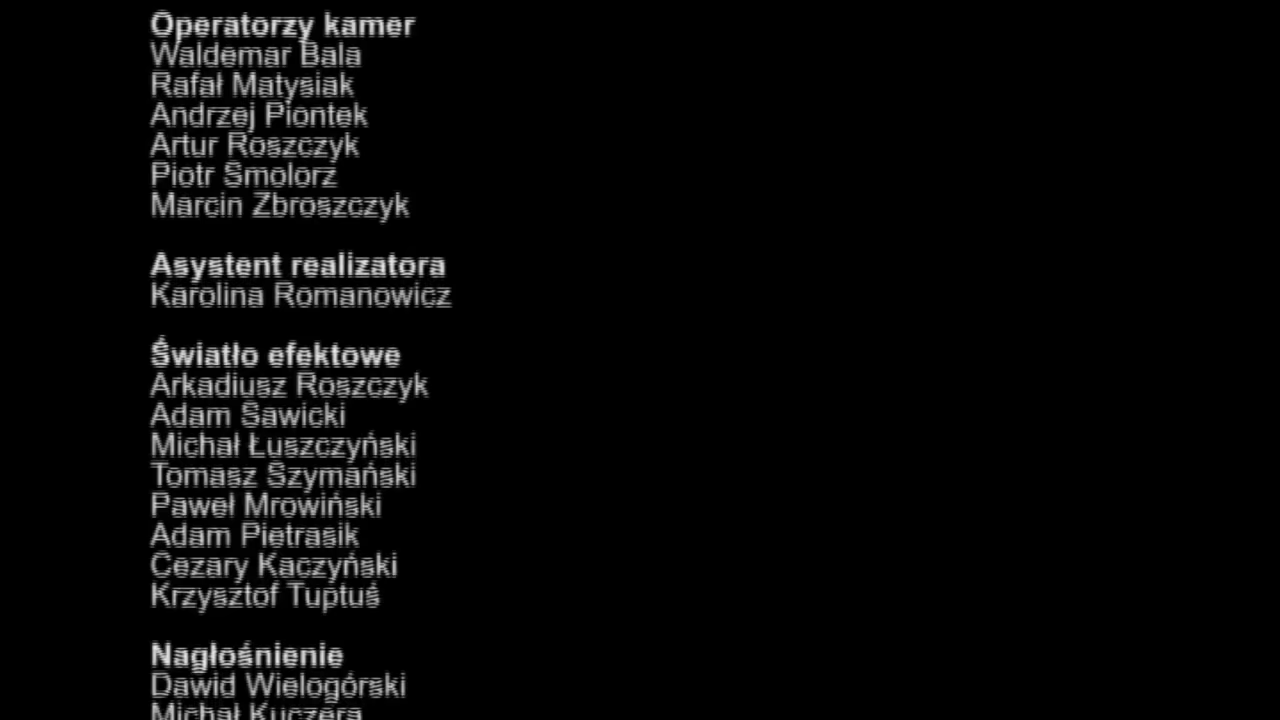 Operatorzy kamer
Waldemar Bala
Rafał Matysiak
Andrzej Piontek
Artur Roszczyk
Piotr Smolorz
Marcin Zbroszczyk
Asystent realizatora
Karolina Romanowicz
Światło efektowe
Arkadiusz Roszczyk
Adam Sawicki
Michał Łuszczyński
Tomasz Szymański
Paweł Mrowiński
Adam Pietrasik
Cezary Kaczyński
Krzysztof Tuptuś
Nagłośnienie
Dawid Wielogórski
Michał Kuczera